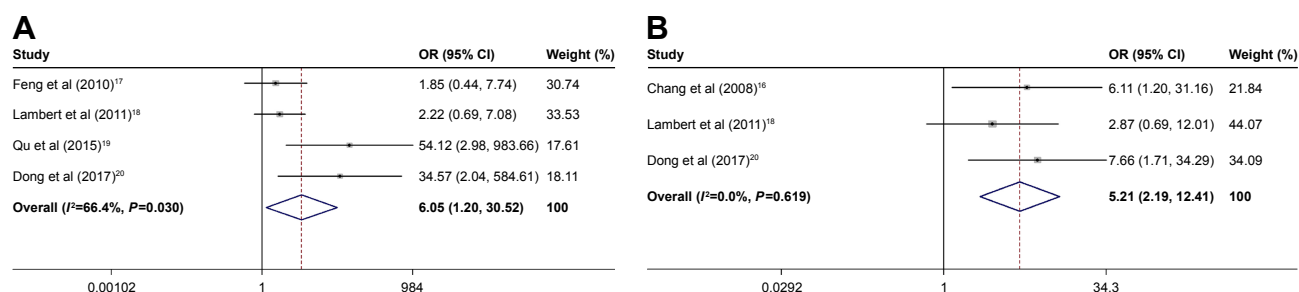 A
Study OR (95% CI) Weight (%)
Feng et al (2010)¹⁷ 1.85 (0.44, 7.74) 30.74
Lambert et al (2011)¹⁸ 2.22 (0.69, 7.08) 33.53
Qu et al (2015)¹⁹ 54.12 (2.98, 983.66) 17.61
Dong et al (2017)²⁰ 34.57 (2.04, 584.61) 18.11
Overall (I²=66.4%, P=0.030) 6.05 (1.20, 30.52) 100
0.00102 1 984
B
Study OR (95% CI) Weight (%)
Chang et al (2008)¹⁶ 6.11 (1.20, 31.16) 21.84
Lambert et al (2011)¹⁸ 2.87 (0.69, 12.01) 44.07
Dong et al (2017)²⁰ 7.66 (1.71, 34.29) 34.09
Overall (I²=0.0%, P=0.619) 5.21 (2.19, 12.41) 100
0.0292 1 34.3